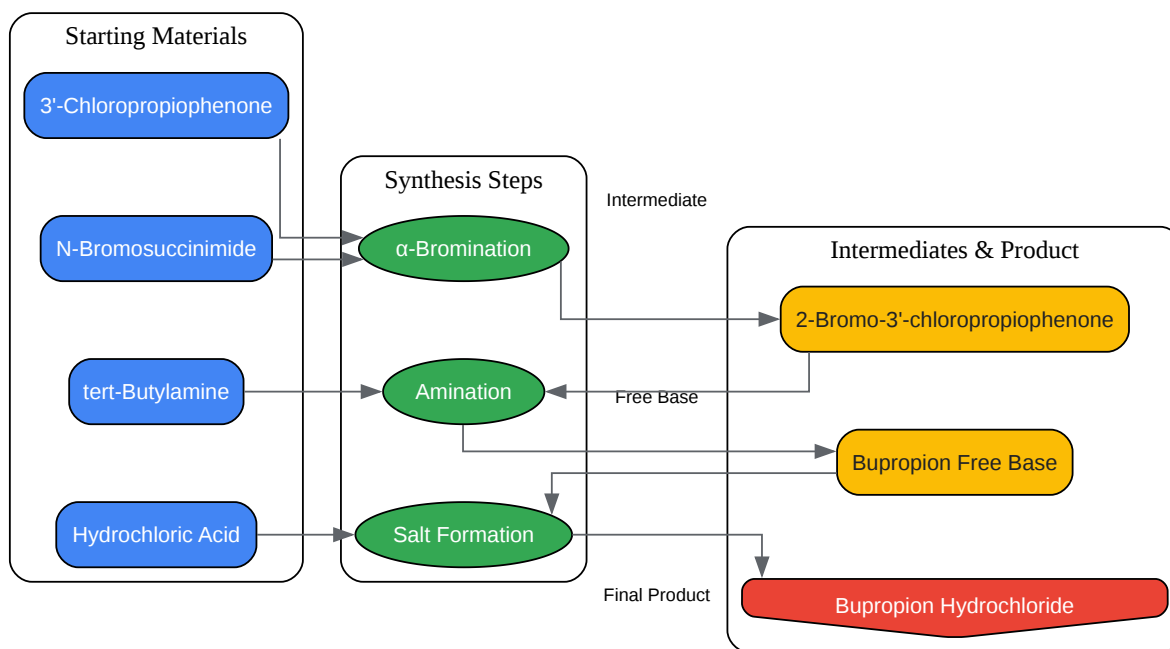 Starting Materials
3'-Chloropropiophenone
N-Bromosuccinimide
tert-Butylamine
Hydrochloric Acid
Synthesis Steps
α-Bromination
Amination
Salt Formation
Intermediate
Free Base
Final Product
Intermediates & Product
2-Bromo-3'-chloropropiophenone
Bupropion Free Base
Bupropion Hydrochloride